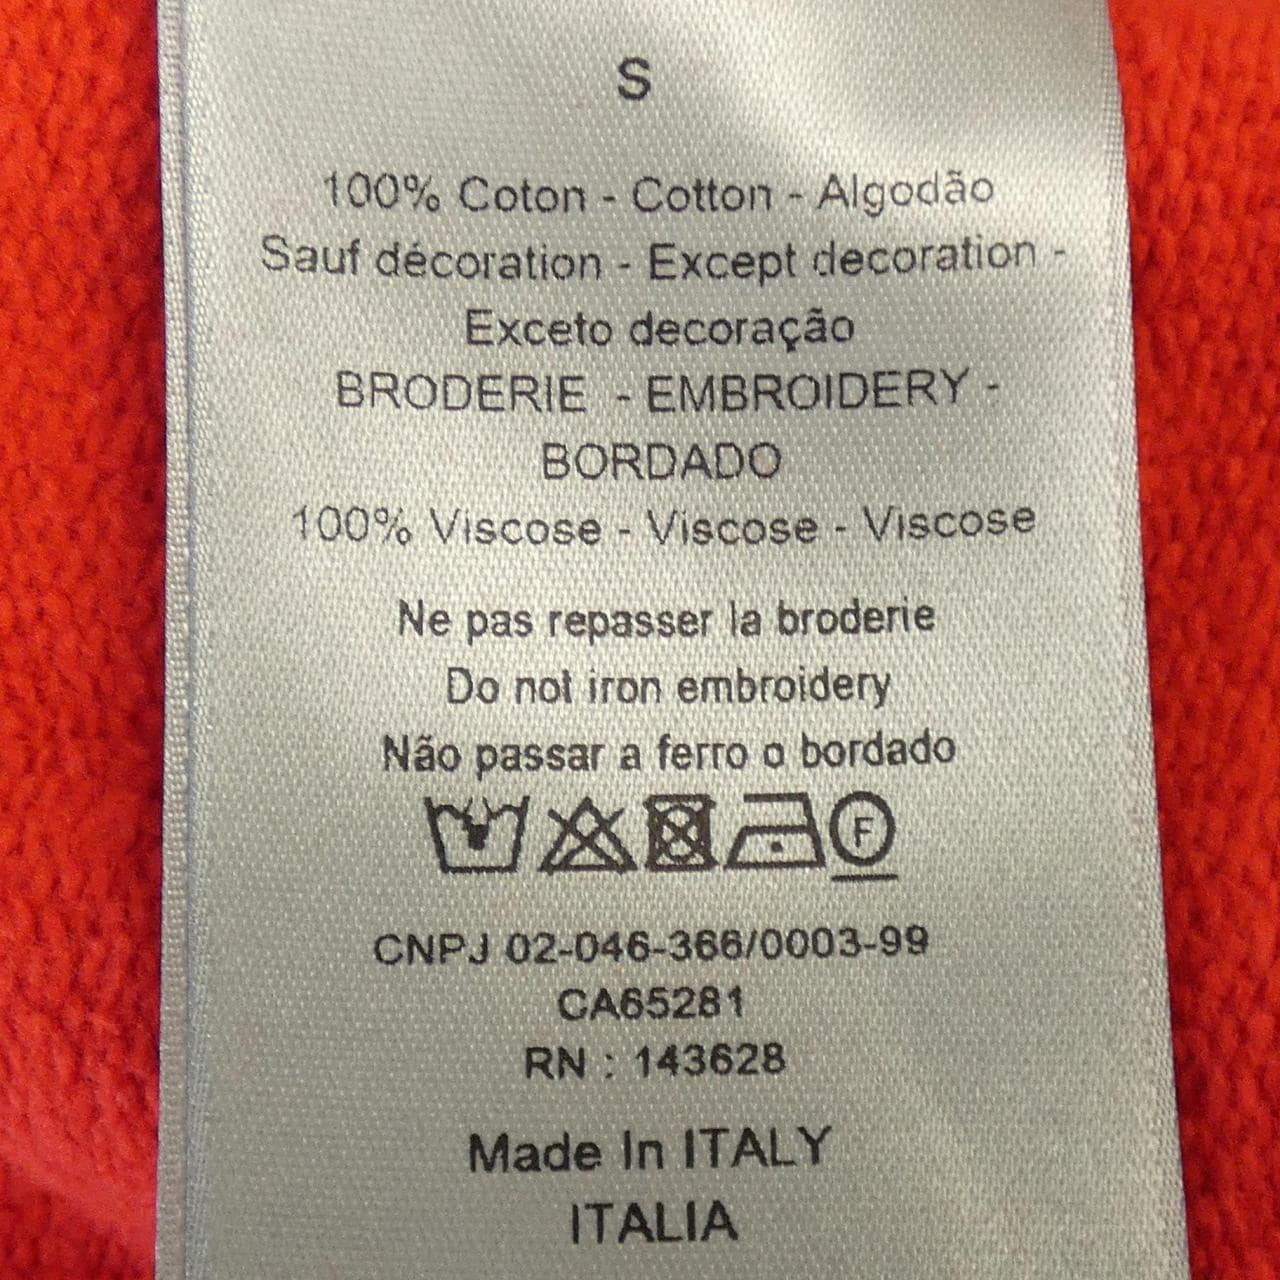 S
100% Coton - Cotton - Algodão
Sauf décoration - Except decoration -
Exceto decoração
BRODERIE - EMBROIDERY -
BORDADO
100% Viscose - Viscose - Viscose
Ne pas repasser la broderie
Do not iron embroidery
Não passar a ferro o bordado
F
CNPJ 02-046-366/0003-99
CA65281
RN : 143628
Made In ITALY
ITALIA